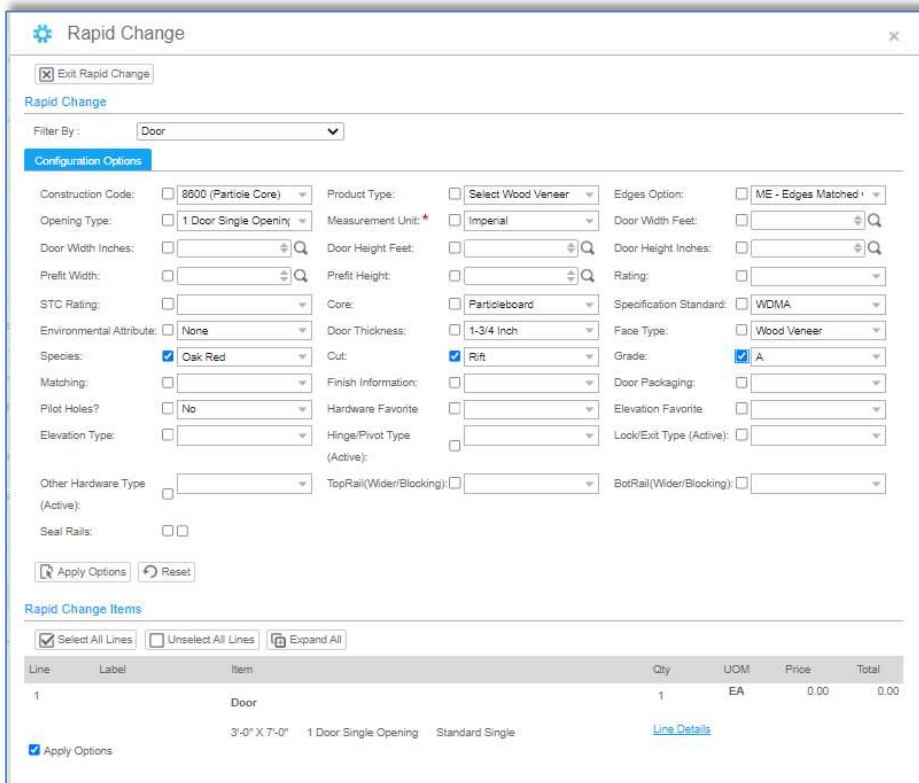 Rapid Change
Exit Rapid Change
Rapid Change
Filter By : Door
Configuration Options
Construction Code: 8600 (Particle Core) Product Type: Select Wood Veneer Edges Option: ME - Edges Matched
Opening Type: 1 Door Single Opening Measurement Unit: * Imperial Door Width Feet:
Door Width Inches: Door Height Feet: Door Height Inches:
Prefit Width: Prefit Height: Rating:
STC Rating: Core: Particleboard Specification Standard: WDMA
Environmental Attribute: None Door Thickness: 1-3/4 Inch Face Type: Wood Veneer
Species: Oak Red Cut: Rift Grade: A
Matching: Finish Information: Door Packaging:
Pilot Holes? No Hardware Favorite Elevation Favorite
Elevation Type: Hinge/Pivot Type Lock/Exit Type (Active):
(Active):
Other Hardware Type TopRail(Wider/Blocking): BotRail(Wider/Blocking):
(Active):
Seal Rails:
Apply Options Reset
Rapid Change Items
Select All Lines Unselect All Lines Expand All
Line Label Item Qty UOM Price Total
1 Door 1 EA 0.00 0.00
3'-0" X 7'-0" 1 Door Single Opening Standard Single Line Details
Apply Options